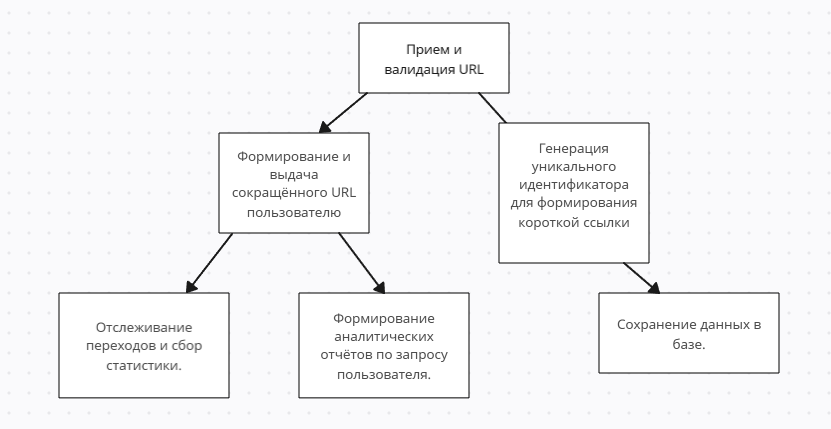 Прием и
валидация URL
Формирование и
выдача
сокращённого URL
пользователю
Генерация
уникального
идентификатора
для формирования
короткой ссылки
Отслеживание
переходов и сбор
статистики.
Формирование
аналитических
отчётов по запросу
пользователя.
Сохранение данных в
базе.